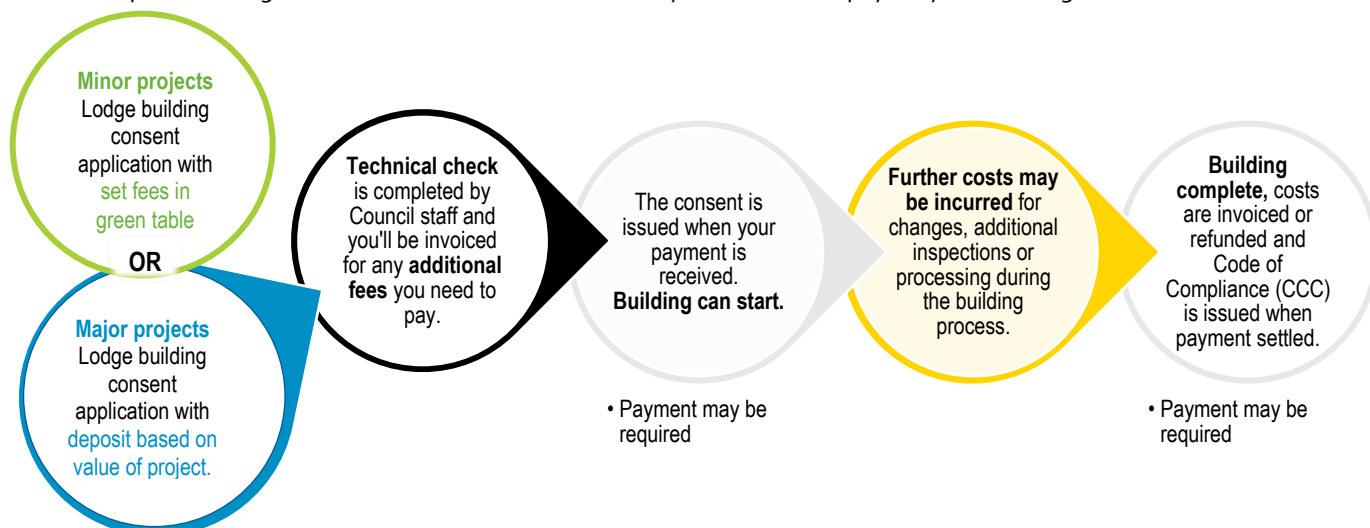 Minor projects
Lodge building
consent
application with
set fees in
green table
OR
Major projects
Lodge building
consent
application with
deposit based on
value of project.
Technical check
is completed by
Council staff and
you'll be invoiced
for any additional
fees you need to
pay.
The consent is
issued when your
payment is
received.
Building can start.
• Payment may be
required
Further costs may
be incurred for
changes, additional
inspections or
processing during
the building
process.
Building
complete, costs
are invoiced or
refunded and
Code of
Compliance (CCC)
is issued when
payment settled.
• Payment may be
required